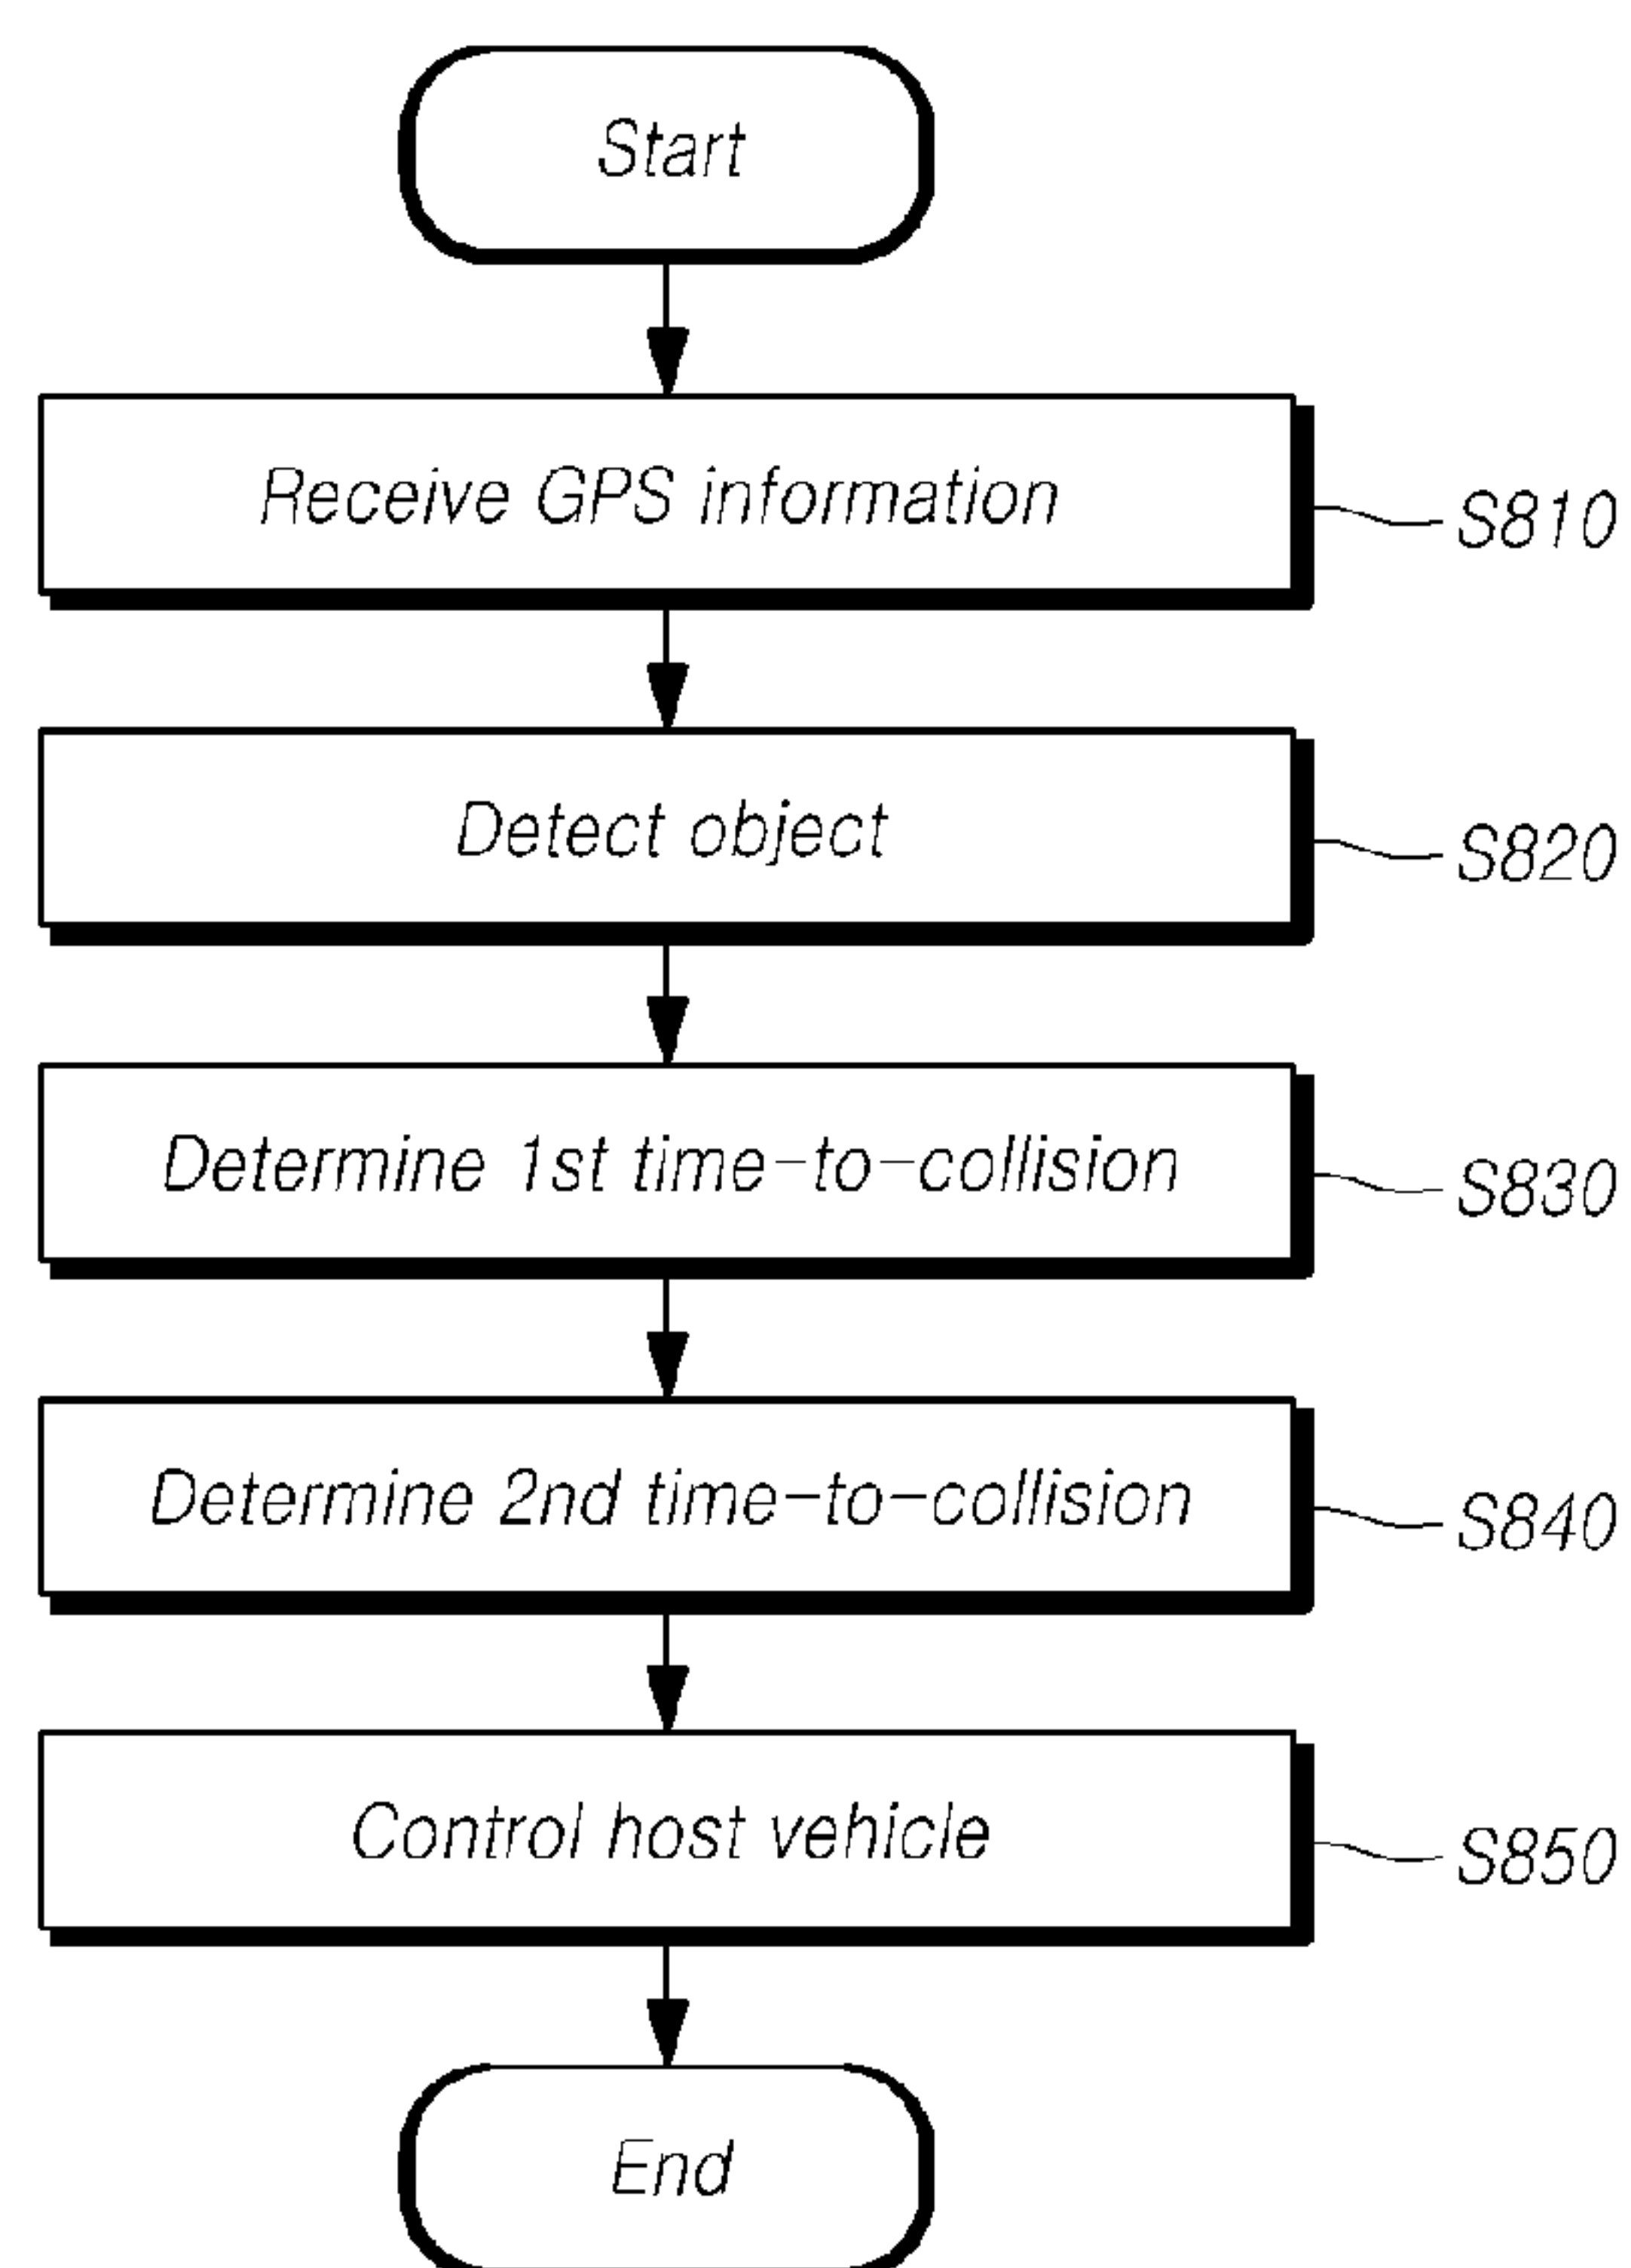 Start
Receive GPS information
S810
Detect object
S820
Determine 1st time-to-collision
S830
Determine 2nd time-to-collision
S840
Control host vehicle
S850
End